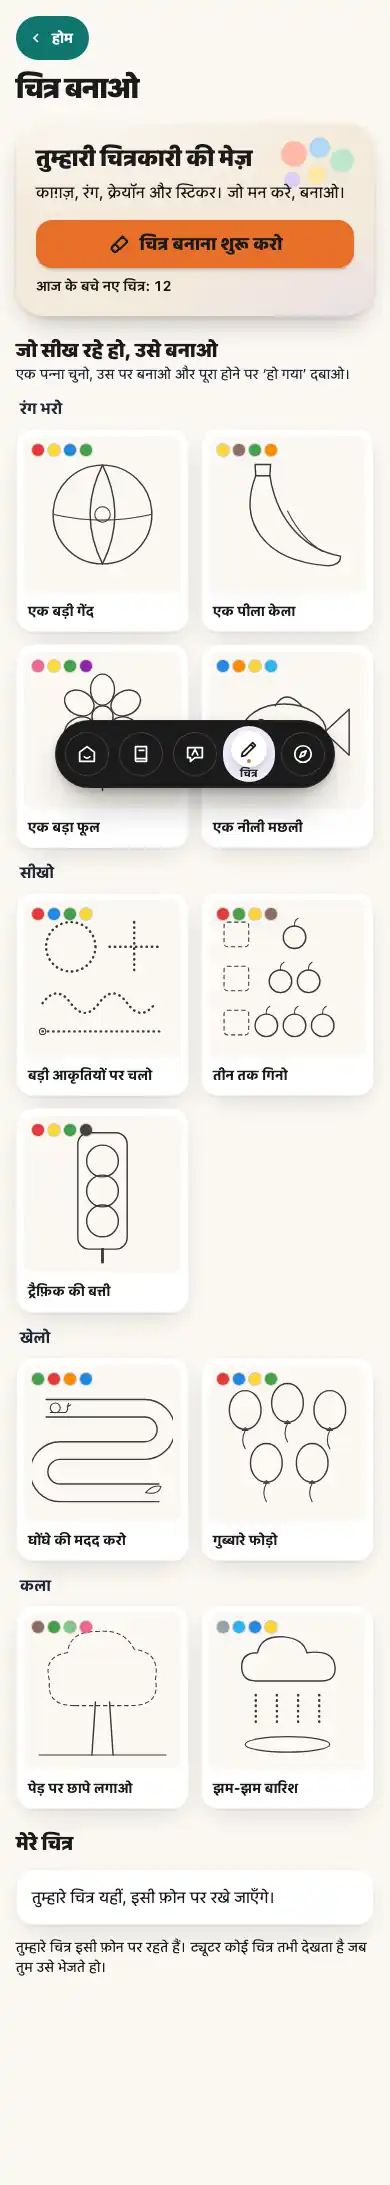 होम
चित्र बनाओ
तुम्हारी चित्रकारी की मेज़
काग़ज़, रंग, क्रेयॉन और स्टिकर। जो मन करे, बनाओ।
चित्र बनाना शुरू करो
आज के बचे नए चित्र: 12
जो सीख रहे हो, उसे बनाओ
एक पन्ना चुनो, उस पर बनाओ और पूरा होने पर ‘हो गया’ दबाओ।
रंग भरो
एक बड़ी गेंद
एक पीला केला
चित्र
एक बड़ा फूल
एक नीली मछली
सीखो
बड़ी आकृतियों पर चलो
तीन तक गिनो
ट्रैफ़िक की बत्ती
खेलो
घोंघे की मदद करो
गुब्बारे फोड़ो
कला
पेड़ पर छापे लगाओ
झम-झम बारिश
मेरे चित्र
तुम्हारे चित्र यहीं, इसी फ़ोन पर रखे जाएँगे।
तुम्हारे चित्र इसी फ़ोन पर रहते हैं। ट्यूटर कोई चित्र तभी देखता है जब
तुम उसे भेजते हो।